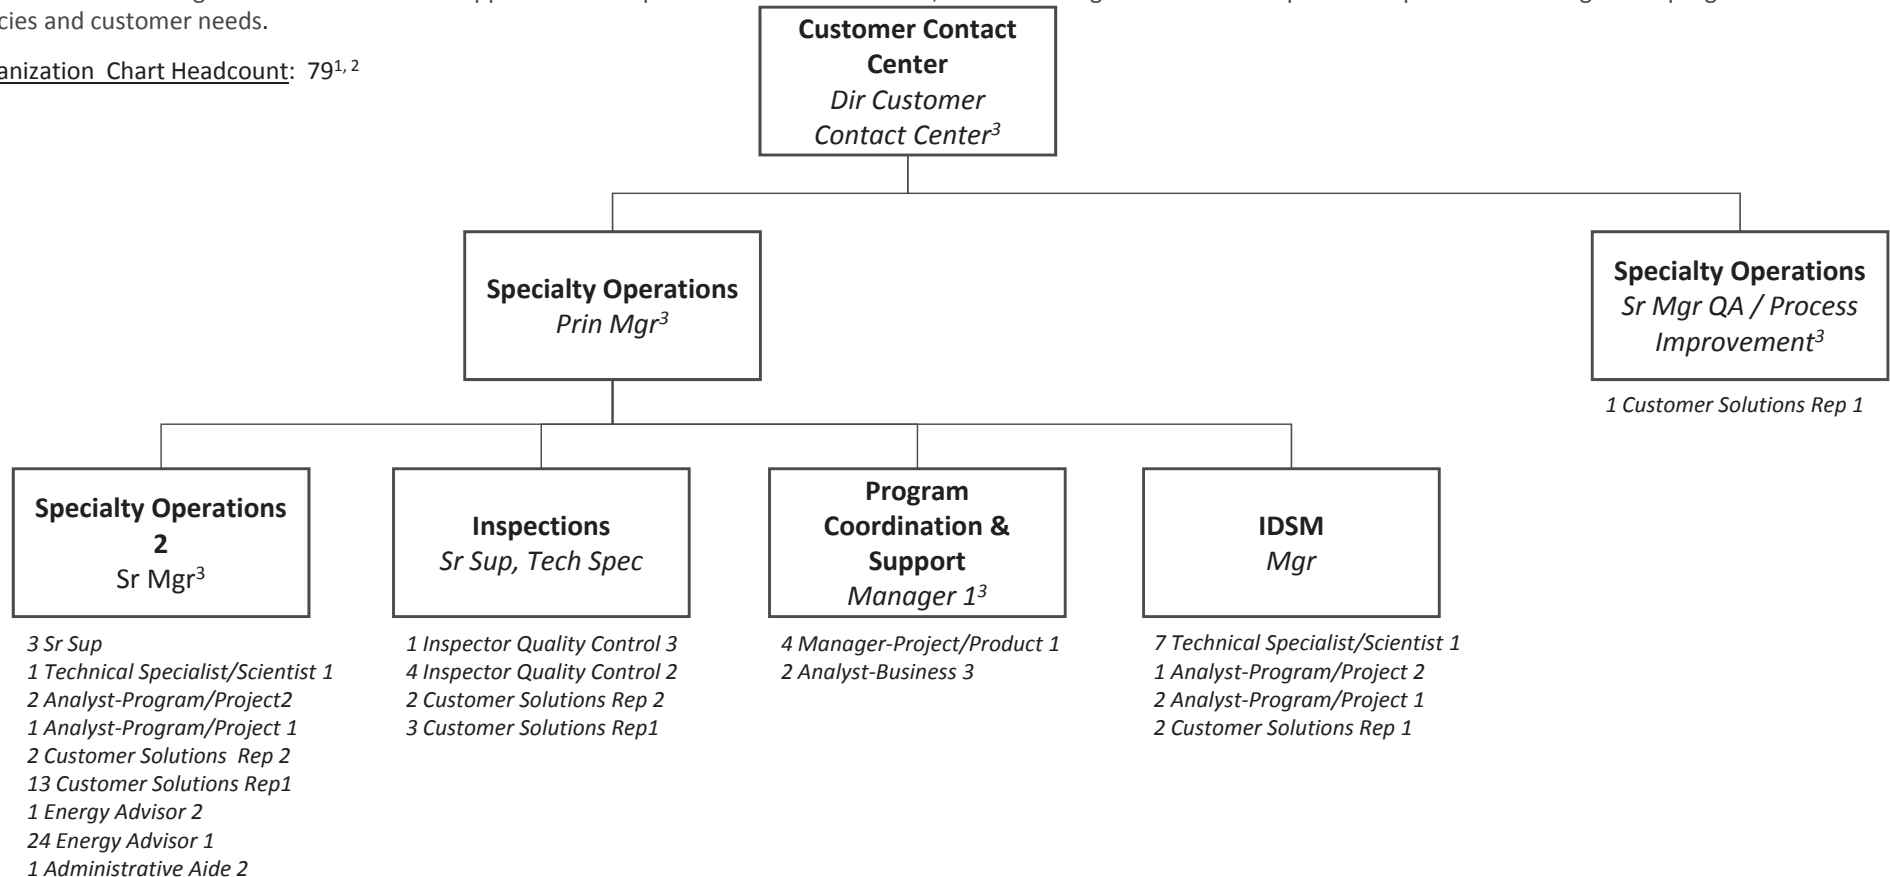 cies and customer needs.
anization Chart Headcount: 79¹, ²
Customer Contact
Center
Dir Customer
Contact Center³
Specialty Operations
Prin Mgr³
Specialty Operations
Sr Mgr QA / Process
Improvement³
1 Customer Solutions Rep 1
Specialty Operations
2
Sr Mgr³
3 Sr Sup
1 Technical Specialist/Scientist 1
2 Analyst-Program/Project2
1 Analyst-Program/Project 1
2 Customer Solutions Rep 2
13 Customer Solutions Rep1
1 Energy Advisor 2
24 Energy Advisor 1
1 Administrative Aide 2
Inspections
Sr Sup, Tech Spec
1 Inspector Quality Control 3
4 Inspector Quality Control 2
2 Customer Solutions Rep 2
3 Customer Solutions Rep1
Program
Coordination &
Support
Manager 1³
4 Manager-Project/Product 1
2 Analyst-Business 3
IDSM
Mgr
7 Technical Specialist/Scientist 1
1 Analyst-Program/Project 2
2 Analyst-Program/Project 1
2 Customer Solutions Rep 1